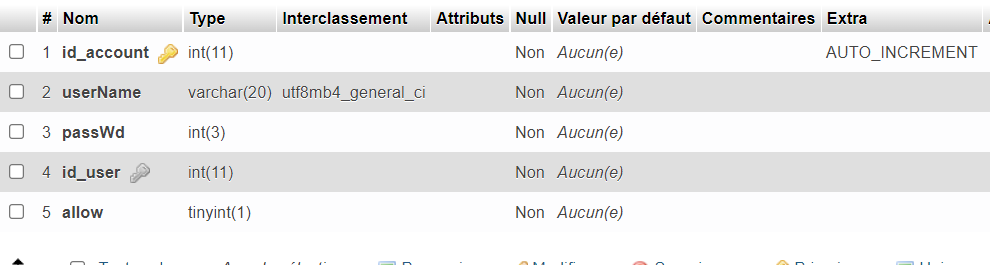 # Nom Type Interclassement Attributs Null Valeur par défaut Commentaires Extra
1 id_account int(11) Non Aucun(e) AUTO_INCREMENT
2 userName varchar(20) utf8mb4_general_ci Non Aucun(e)
3 passWd int(3) Non Aucun(e)
4 id_user int(11) Non Aucun(e)
5 allow tinyint(1) Non Aucun(e)